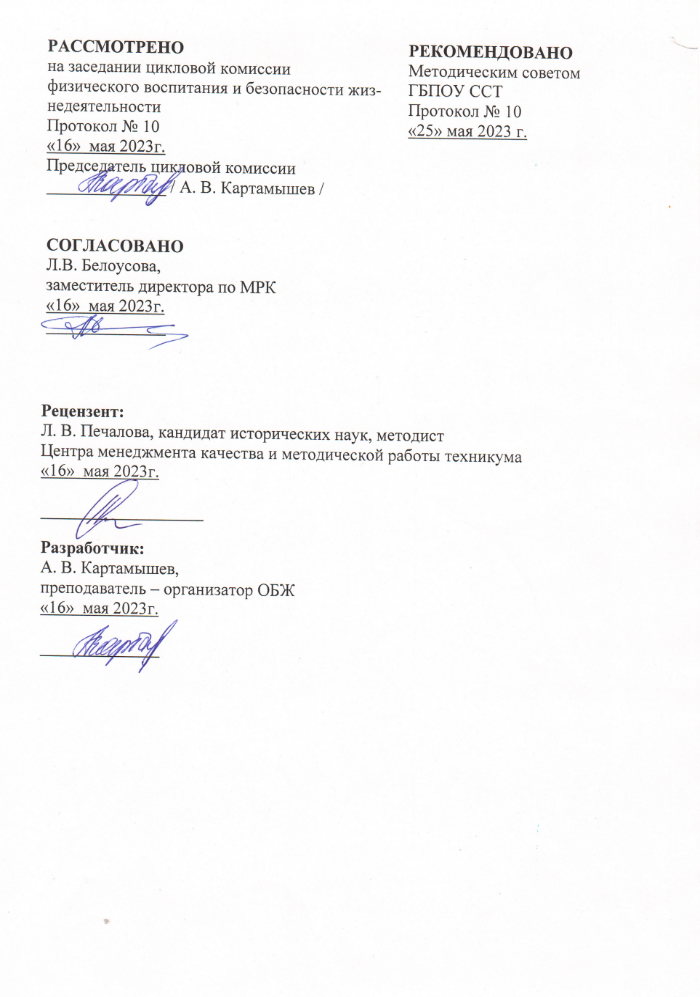 РАССМОТРЕНО
на заседании цикловой комиссии
физического воспитания и безопасности жиз-
недеятельности
Протокол № 10
«16» мая 2023г.
Председатель цикловой комиссии
/ А. В. Картамышев /
РЕКОМЕНДОВАНО
Методическим советом
ГБПОУ ССТ
Протокол № 10
«25» мая 2023 г.
СОГЛАСОВАНО
Л.В. Белоусова,
заместитель директора по МРК
«16» мая 2023г.
Рецензент:
Л. В. Печалова, кандидат исторических наук, методист
Центра менеджмента качества и методической работы техникума
«16» мая 2023г.
Разработчик:
А. В. Картамышев,
преподаватель – организатор ОБЖ
«16» мая 2023г.